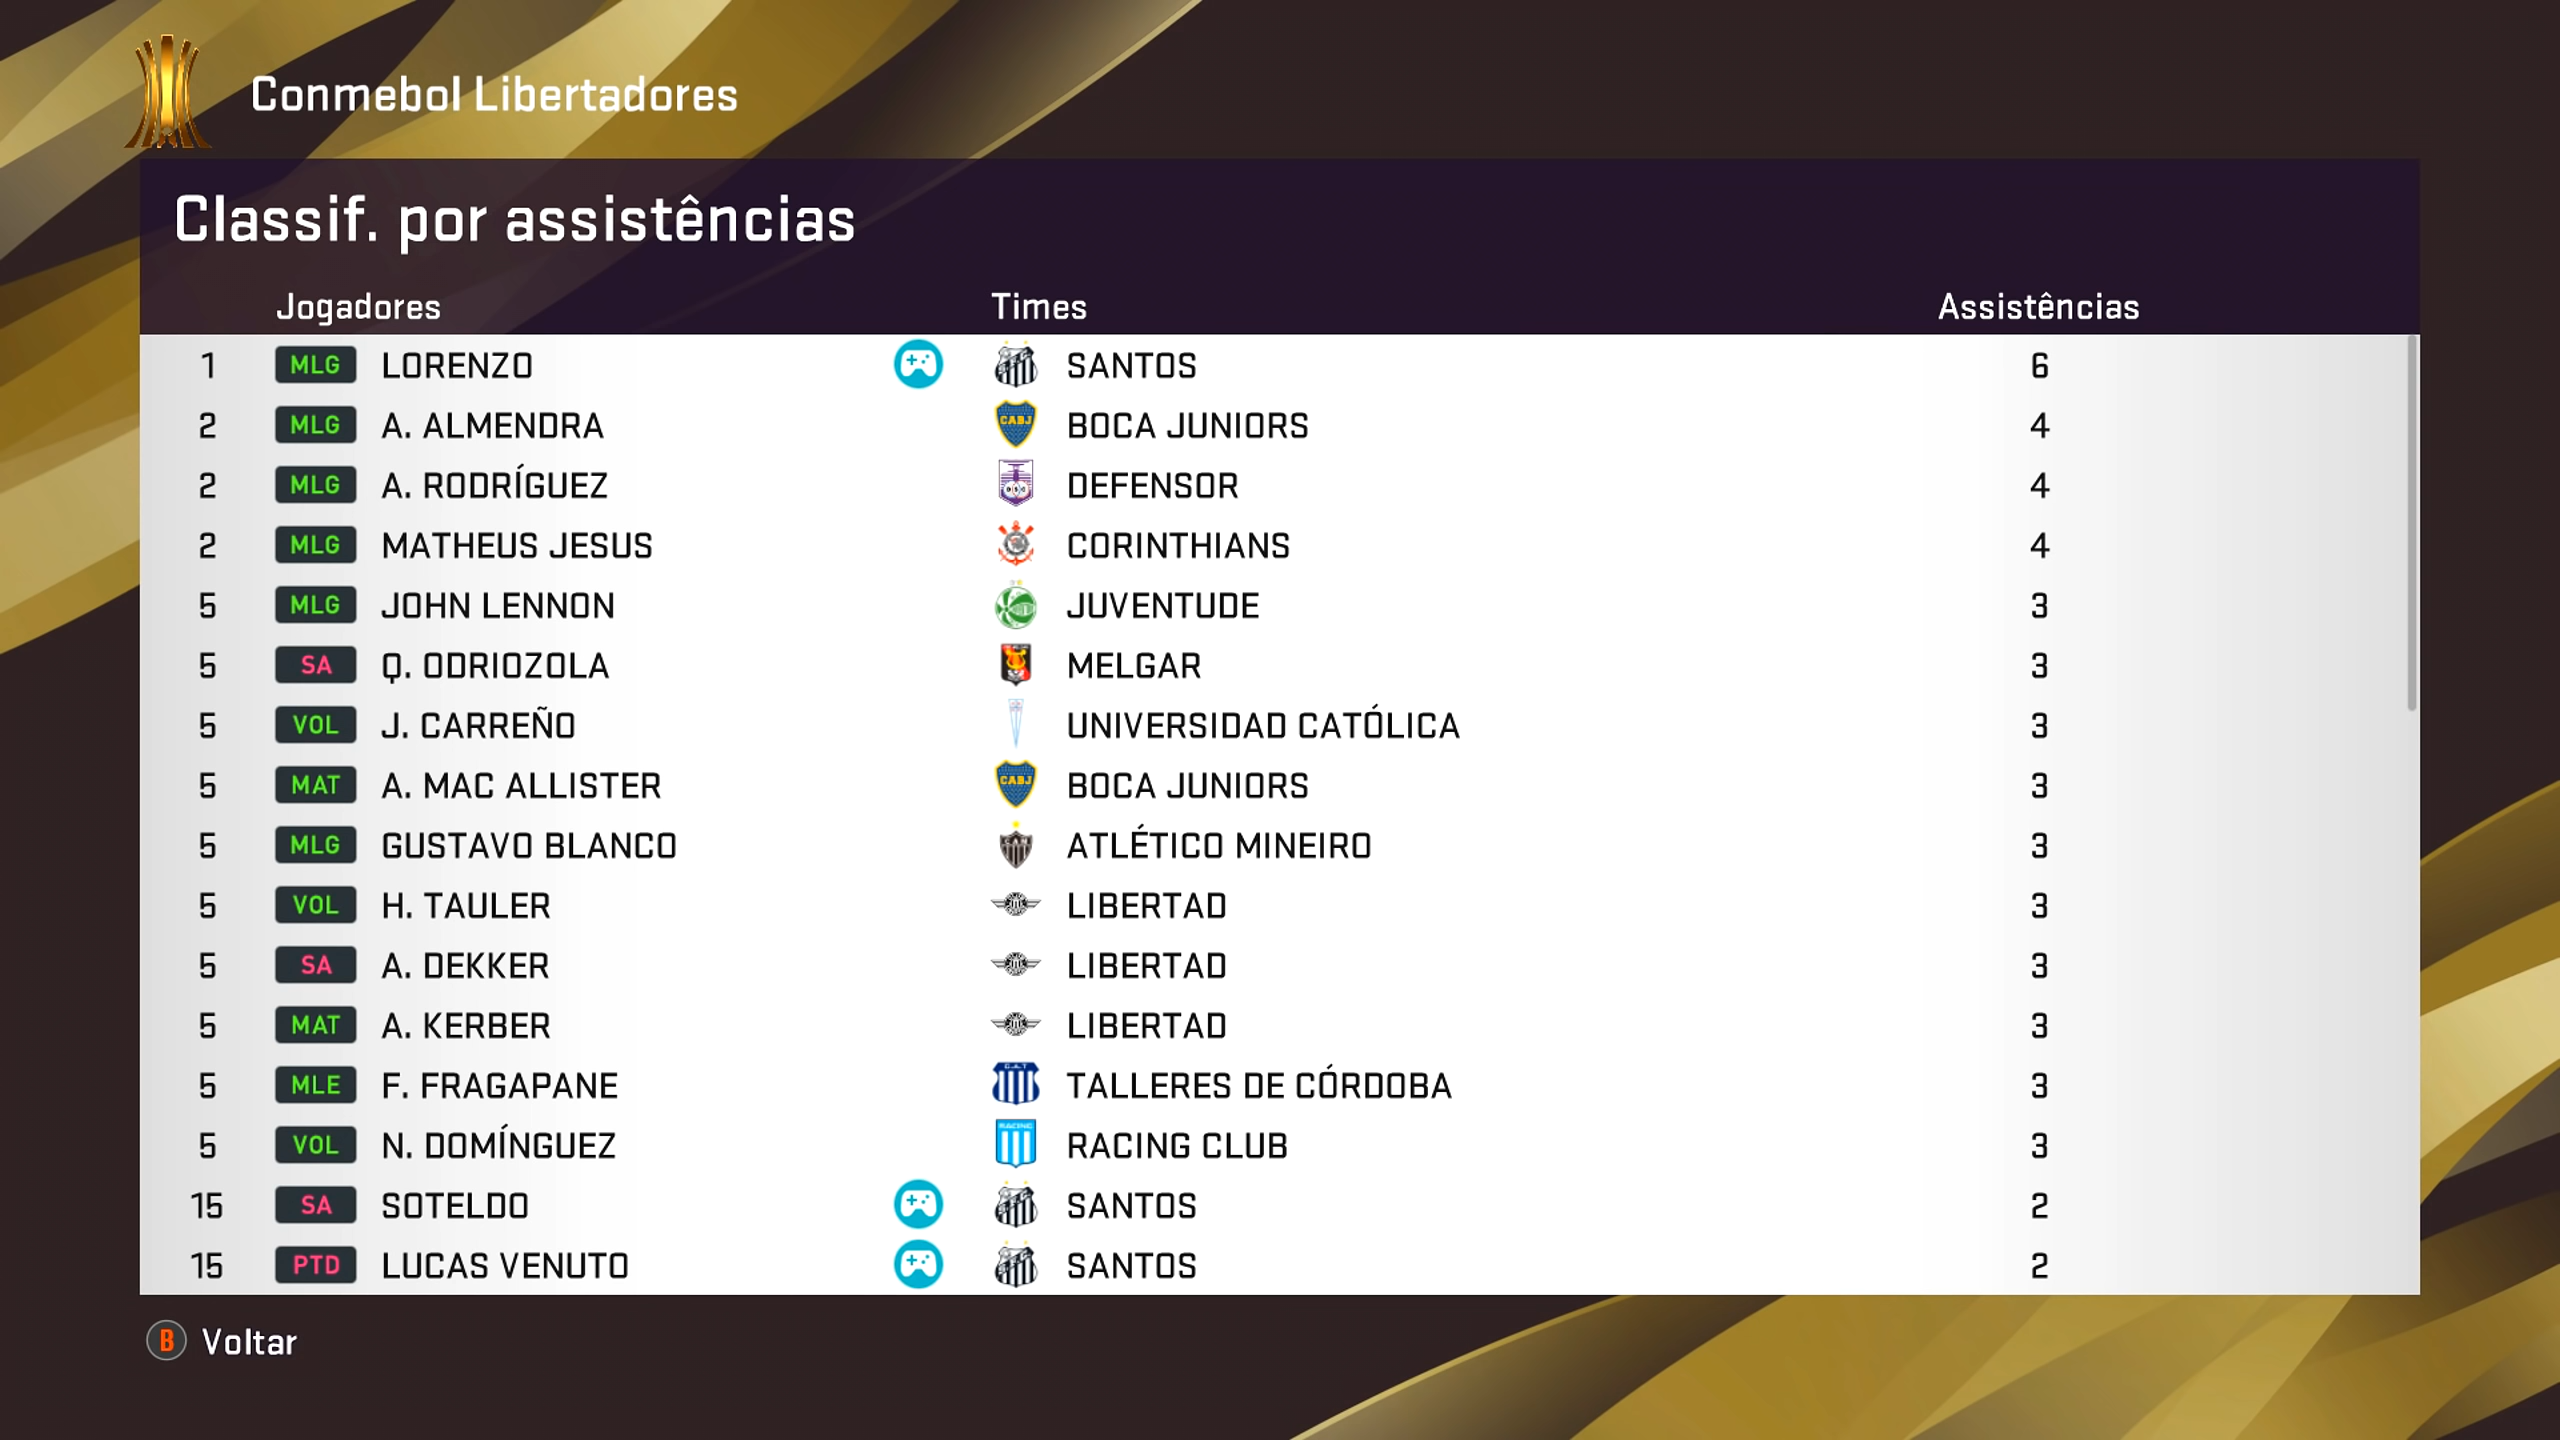 Conmebol Libertadores
Classif. por assistências
Jogadores Times Assistências
1 MLG LORENZO SANTOS 6
2 MLG A. ALMENDRA CABJ BOCA JUNIORS 4
2 MLG A. RODRÍGUEZ DEFENSOR 4
2 MLG MATHEUS JESUS CORINTHIANS 4
5 MLG JOHN LENNON JUVENTUDE 3
5 SA Q. ODRIOZOLA MELGAR 3
5 VOL J. CARREÑO UNIVERSIDAD CATÓLICA 3
5 MAT A. MAC ALLISTER CABJ BOCA JUNIORS 3
5 MLG GUSTAVO BLANCO CAM ATLÉTICO MINEIRO 3
5 VOL H. TAULER LIBERTAD 3
5 SA A. DEKKER LIBERTAD 3
5 MAT A. KERBER LIBERTAD 3
5 MLE F. FRAGAPANE TALLERES DE CÓRDOBA 3
5 VOL N. DOMÍNGUEZ RACING RACING CLUB 3
15 SA SOTELDO SANTOS 2
15 PTD LUCAS VENUTO SANTOS 2
B Voltar